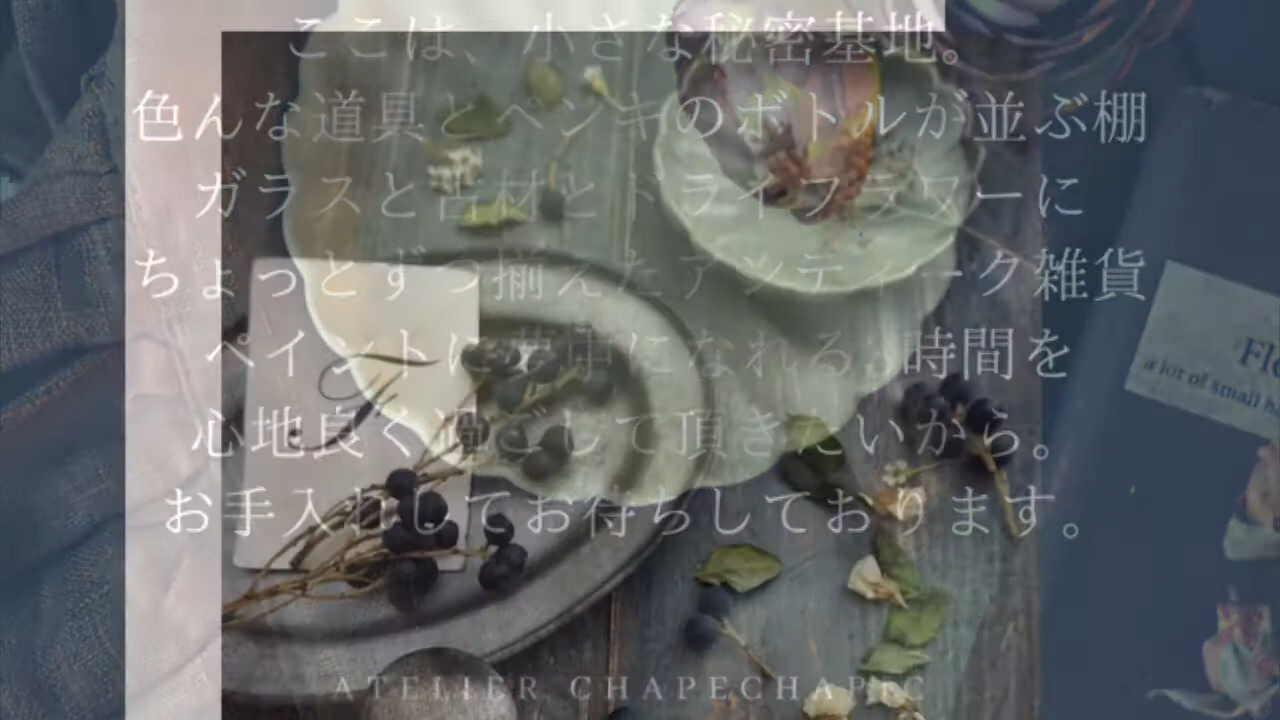 ここは、小さな秘密基地。
色んな道具とペンキのボトルが並ぶ棚
ガラスと古材とドライフラワーに
ちょっとずつ揃えたアンティーク雑貨
ペイントに夢中になれる、時間を
心地良く過ごして頂きたいから。
お手入れしてお待ちしております。
Flo
a lot of small h
ATELIER CHAPECHAPEC